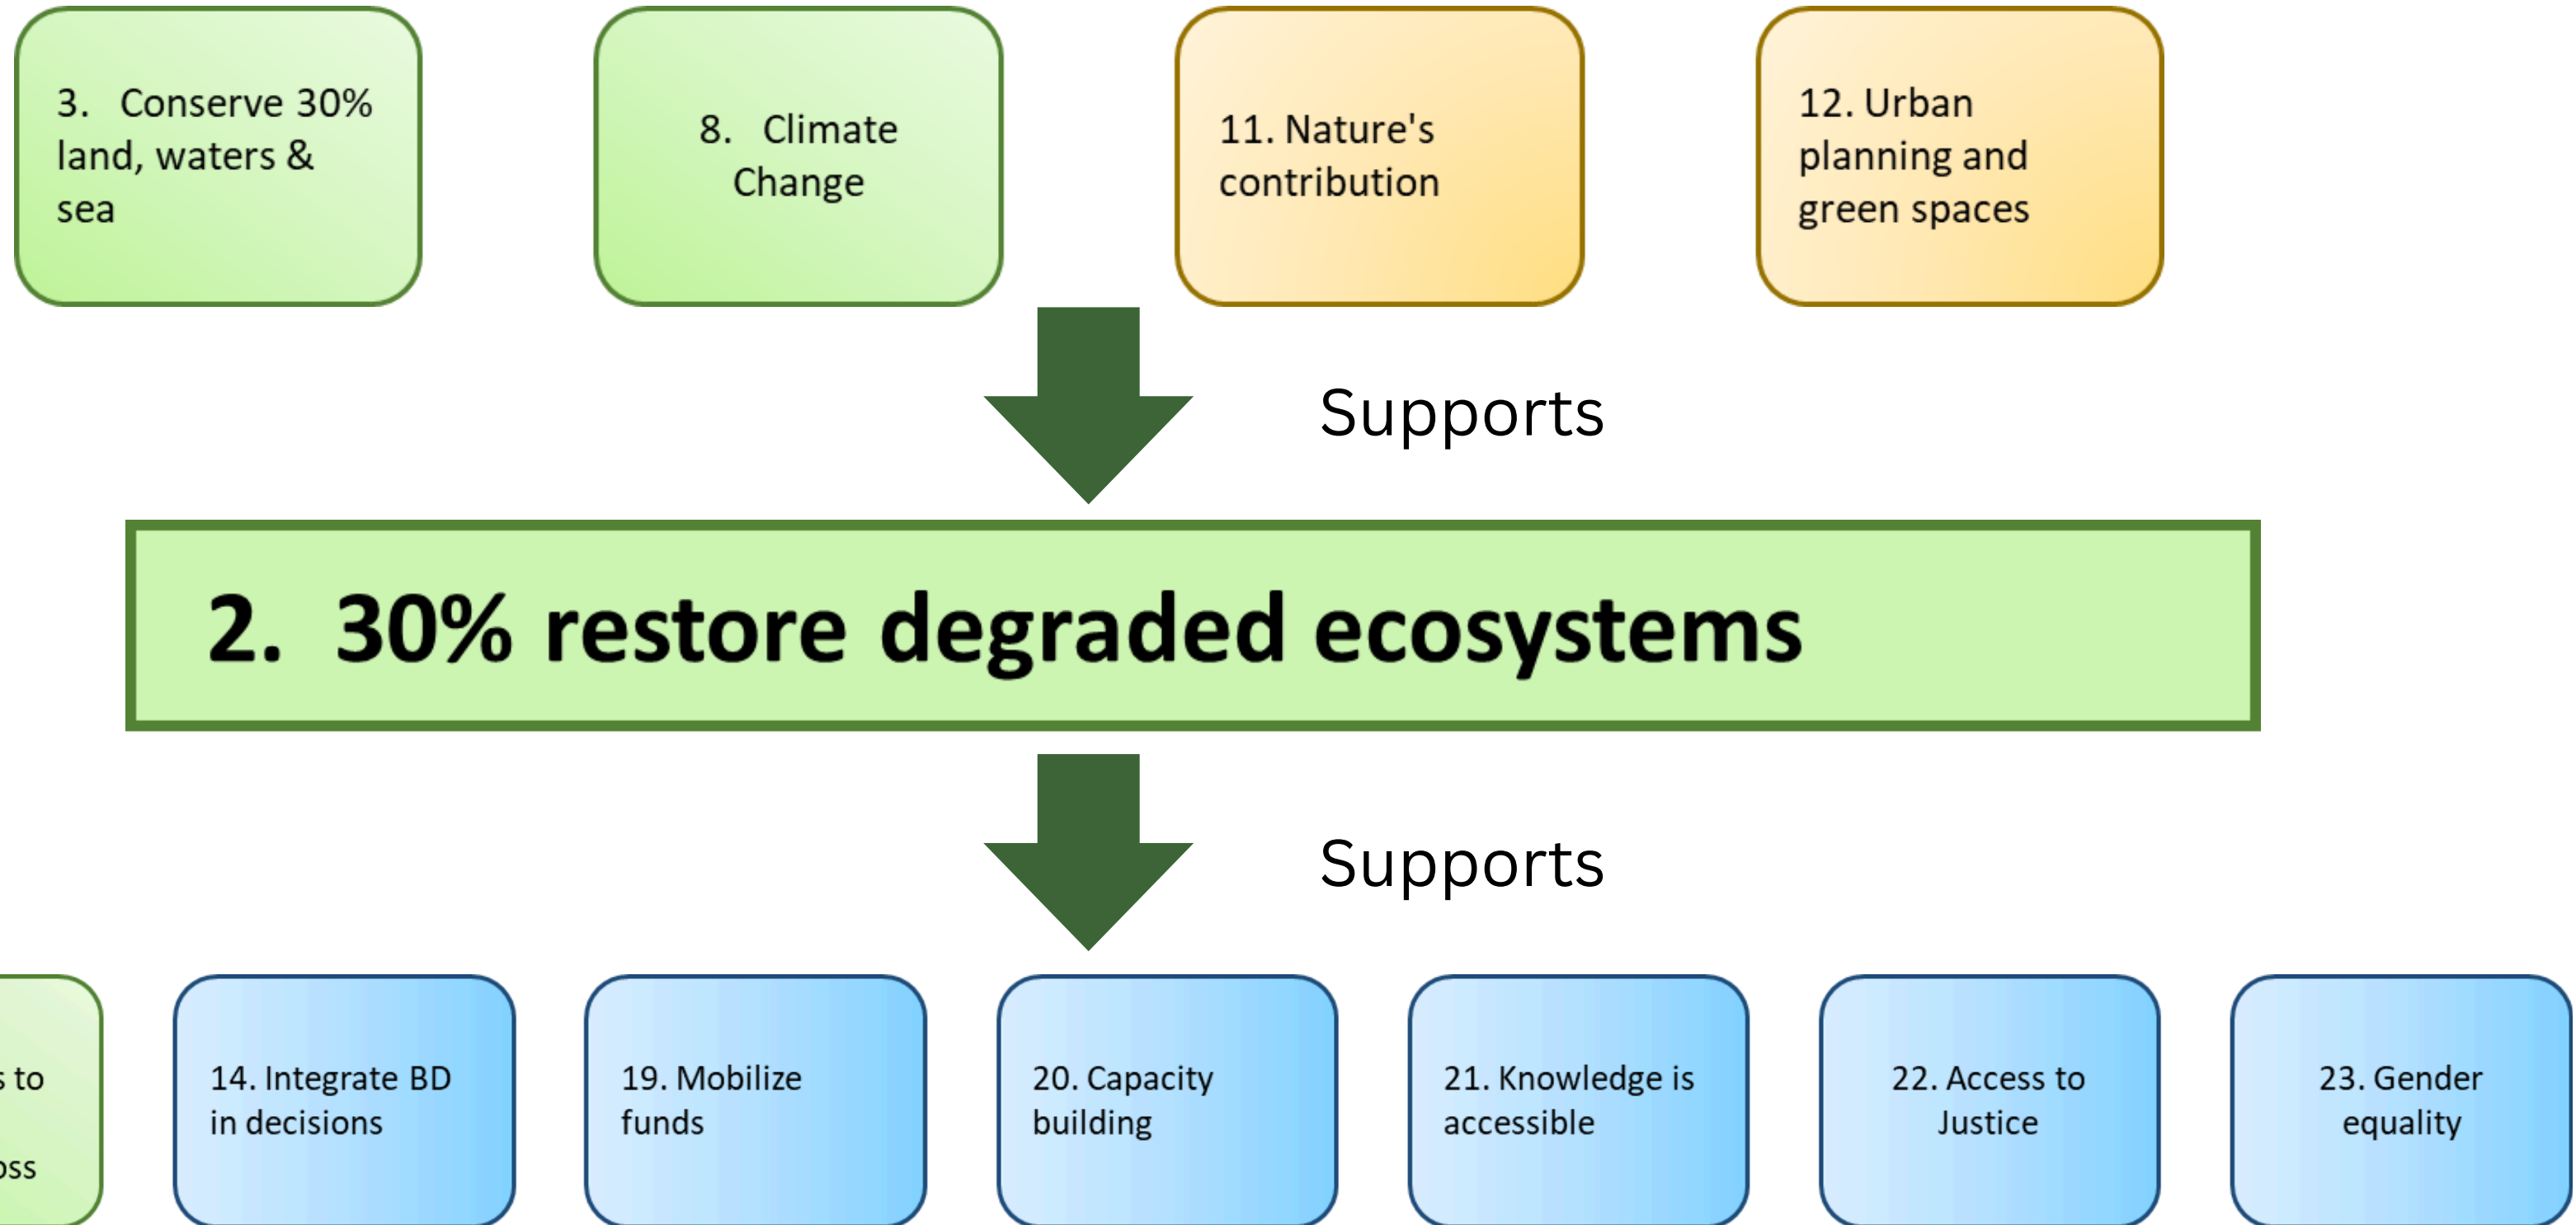 3. Conserve 30%
land, waters &
sea
8. Climate
Change
11. Nature's
contribution
12. Urban
planning and
green spaces
Supports
2. 30% restore degraded ecosystems
Supports
to
14. Integrate BD
in decisions
19. Mobilize
funds
20. Capacity
building
21. Knowledge is
accessible
22. Access to
Justice
23. Gender
equality